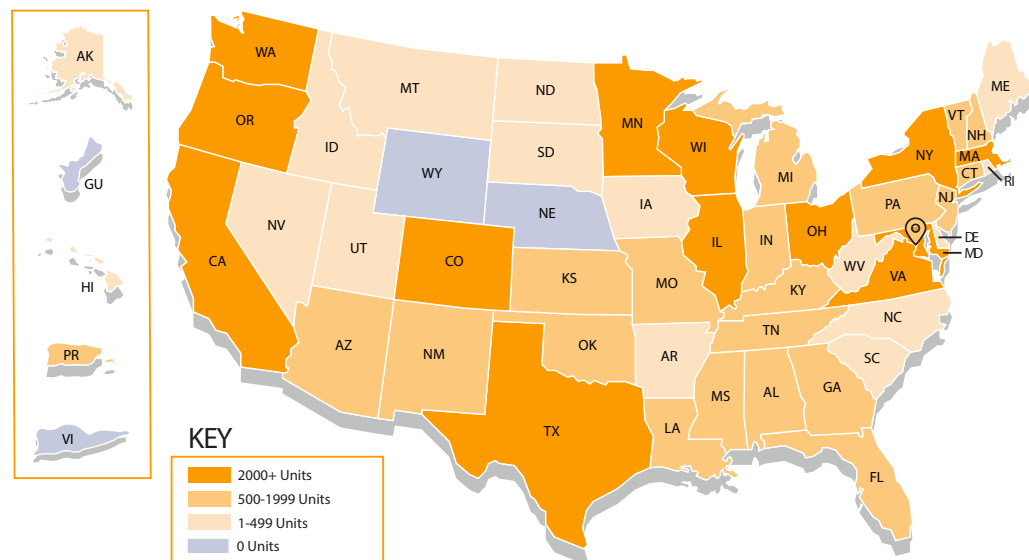 AK
GU
HI
PR
VI
WA
OR
CA
NV
ID
MT
WY
UT
AZ
CO
NM
ND
SD
NE
KS
OK
TX
MN
IA
MO
AR
LA
WI
IL
MI
IN
OH
KY
TN
MS
AL
GA
FL
SC
NC
VA
WV
PA
NY
VT
NH
ME
MA
CT
RI
NJ
DE
MD
KEY
2000+ Units
500-1999 Units
1-499 Units
0 Units